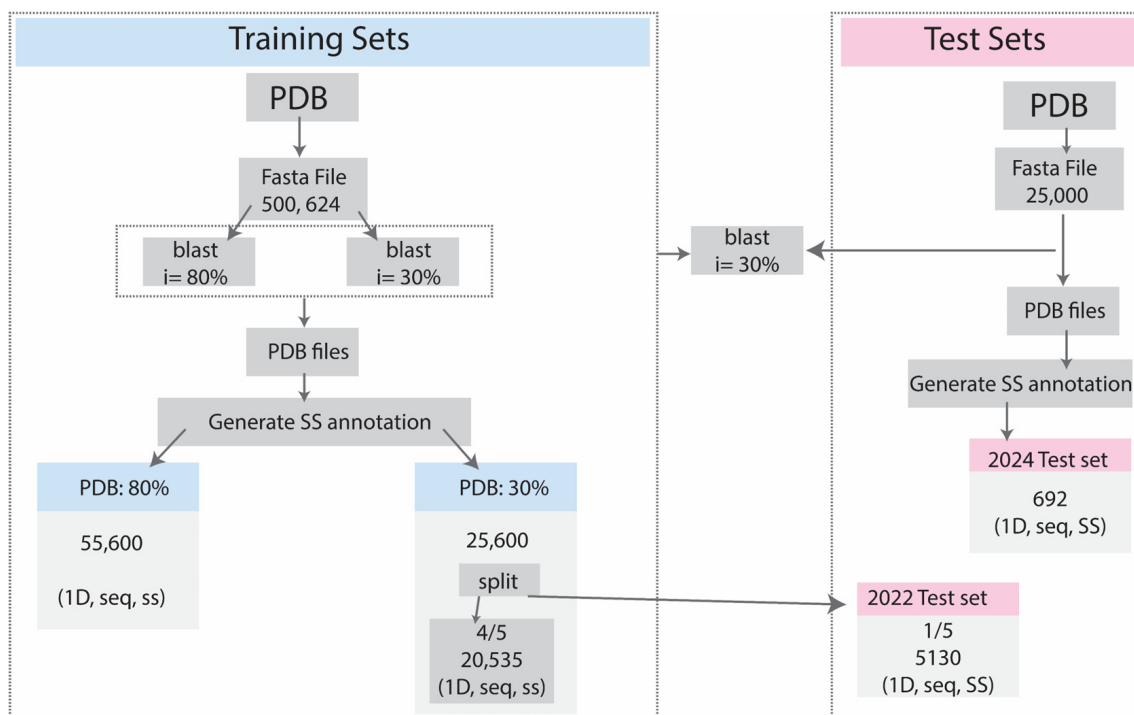 Training Sets
PDB
Fasta File
500, 624
blast
i= 80%
blast
i= 30%
PDB files
Generate SS annotation
PDB: 80%
55,600
(1D, seq, ss)
PDB: 30%
25,600
split
4/5
20,535
(1D, seq, ss)
blast
i= 30%
Test Sets
PDB
Fasta File
25,000
PDB files
Generate SS annotation
2024 Test set
692
(1D, seq, SS)
2022 Test set
1/5
5130
(1D, seq, SS)